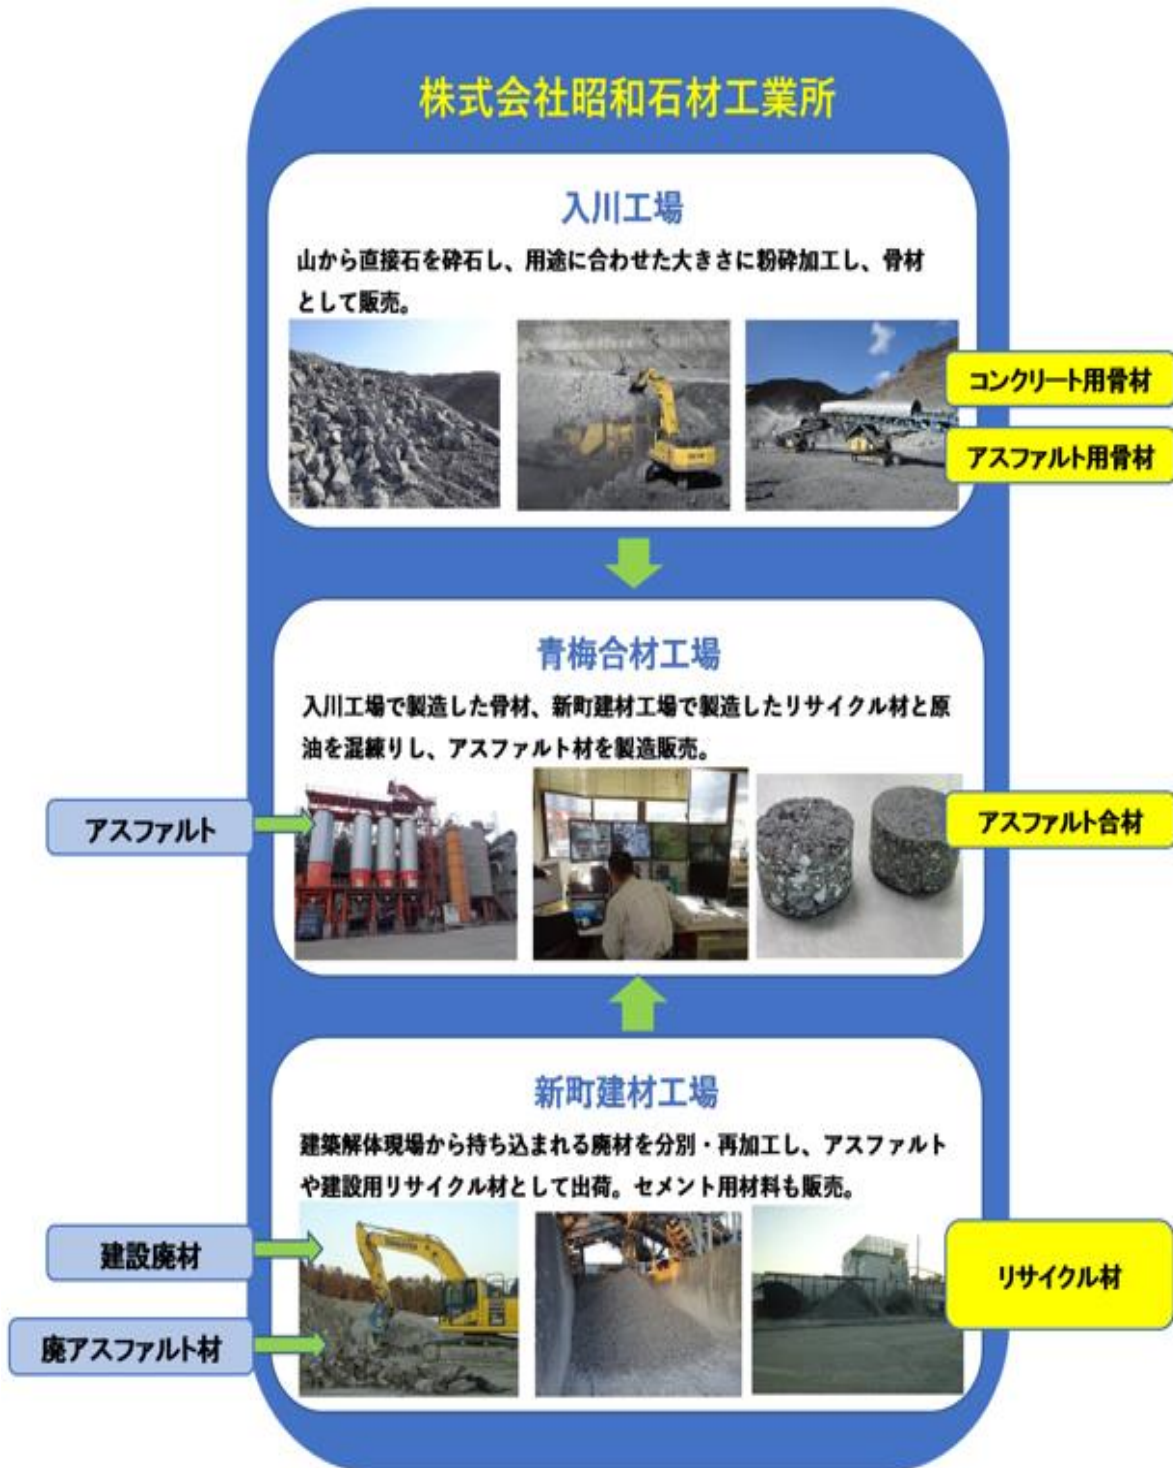 株式会社昭和石材工業所
入川工場
山から直接石を砕石し、用途に合わせた大きさに粉砕加工し、骨材
として販売。
コンクリート用骨材
アスファルト用骨材
青梅合材工場
入川工場で製造した骨材、新町建材工場で製造したリサイクル材と原
油を混練りし、アスファルト材を製造販売。
アスファルト
アスファルト合材
新町建材工場
建築解体現場から持ち込まれる廃材を分別・再加工し、アスファルト
や建設用リサイクル材として出荷。セメント用材料も販売。
建設廃材
廃アスファルト材
リサイクル材